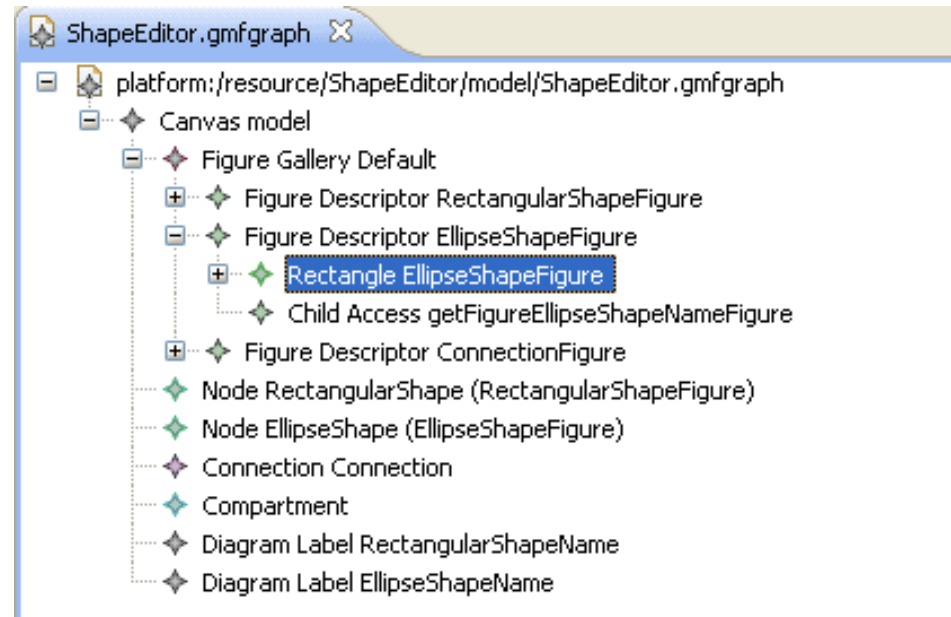 ShapeEditor.gmfgraph
platform:/resource/ShapeEditor/model/ShapeEditor.gmfgraph
Canvas model
Figure Gallery Default
Figure Descriptor RectangularShapeFigure
Figure Descriptor EllipseShapeFigure
Rectangle EllipseShapeFigure
Child Access getFigureEllipseShapeNameFigure
Figure Descriptor ConnectionFigure
Node RectangularShape (RectangularShapeFigure)
Node EllipseShape (EllipseShapeFigure)
Connection Connection
Compartment
Diagram Label RectangularShapeName
Diagram Label EllipseShapeName